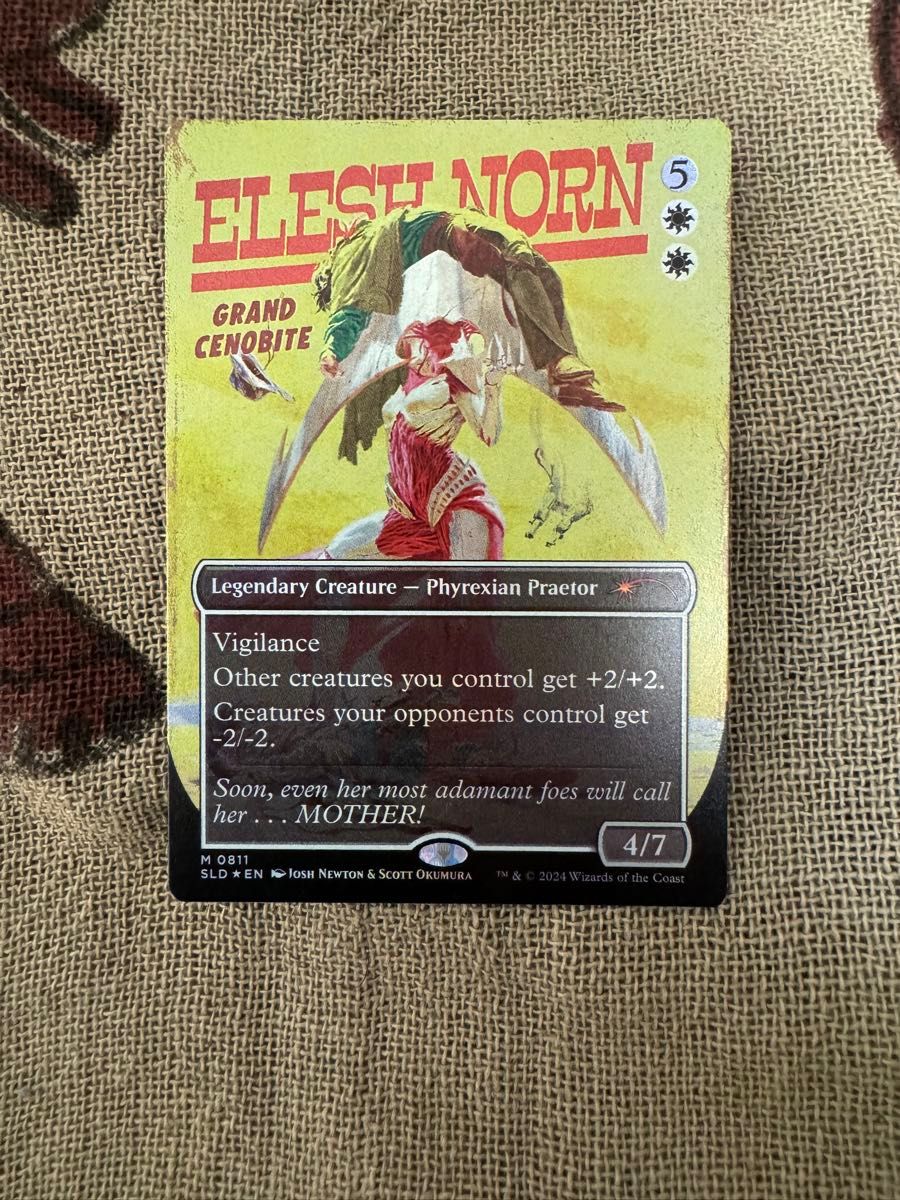 ELESH NORN
5
GRAND
CENOBITE
Legendary Creature — Phyrexian Praetor
Vigilance
Other creatures you control get +2/+2.
Creatures your opponents control get
-2/-2.
Soon, even her most adamant foes will call
her . . . MOTHER!
4/7
M 0811
SLD ★ EN Josh Newton & Scott Okumura
™ & © 2024 Wizards of the Coast